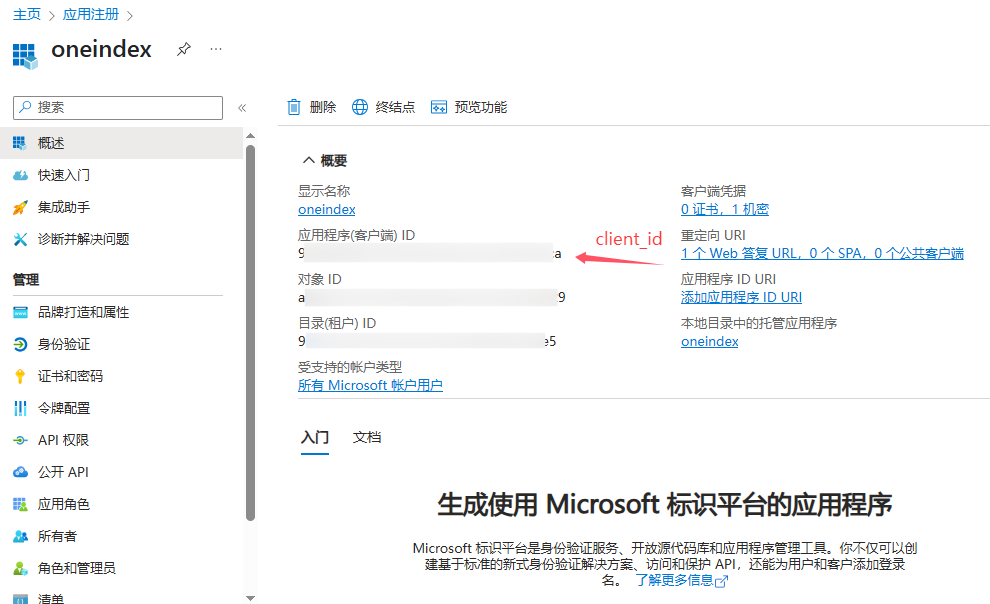 主页 > 应用注册 >
oneindex
搜索
删除 终结点 预览功能
概述
快速入门
集成助手
诊断并解决问题
管理
品牌打造和属性
身份验证
证书和密码
令牌配置
API 权限
公开 API
应用角色
所有者
角色和管理员
清单
概要
显示名称
oneindex
应用程序(客户端) ID
对象 ID
a 9
目录(租户) ID
9 e5
受支持的帐户类型
所有 Microsoft 帐户用户
client_id
客户端凭据
0 证书，1 机密
重定向 URI
1 个 Web 答复 URL，0 个 SPA，0 个公共客户端
应用程序 ID URI
添加应用程序 ID URI
本地目录中的托管应用程序
oneindex
入门 文档
生成使用 Microsoft 标识平台的应用程序
Microsoft 标识平台是身份验证服务、开放源代码库和应用程序管理工具。你不仅可以创
建基于标准的新式身份验证解决方案、访问和保护 API，还能为用户和客户添加登录
名。 了解更多信息